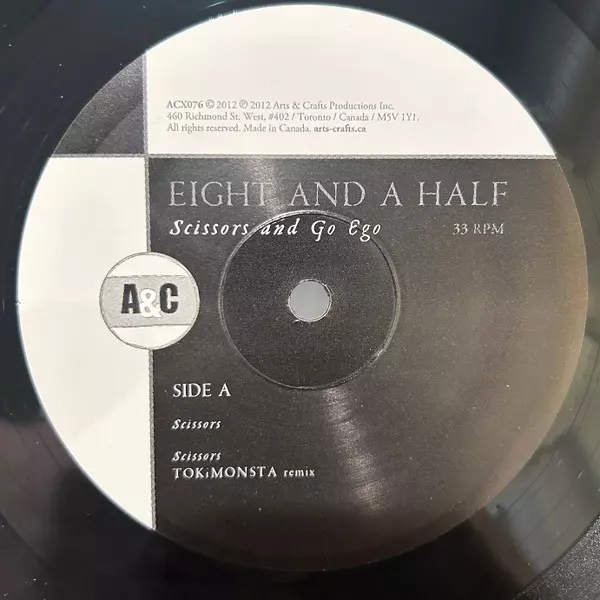 ACX076 © 2012 ℗ 2012 Arts & Crafts Productions Inc.
460 Richmond St. West, #402 / Toronto / Canada / M5V 1Y1.
All rights reserved. Made in Canada. arts-crafts.ca
EIGHT AND A HALF
Scissors and Go Ego 33 RPM
A&C
SIDE A
Scissors
Scissors
TOKiMONSTA remix